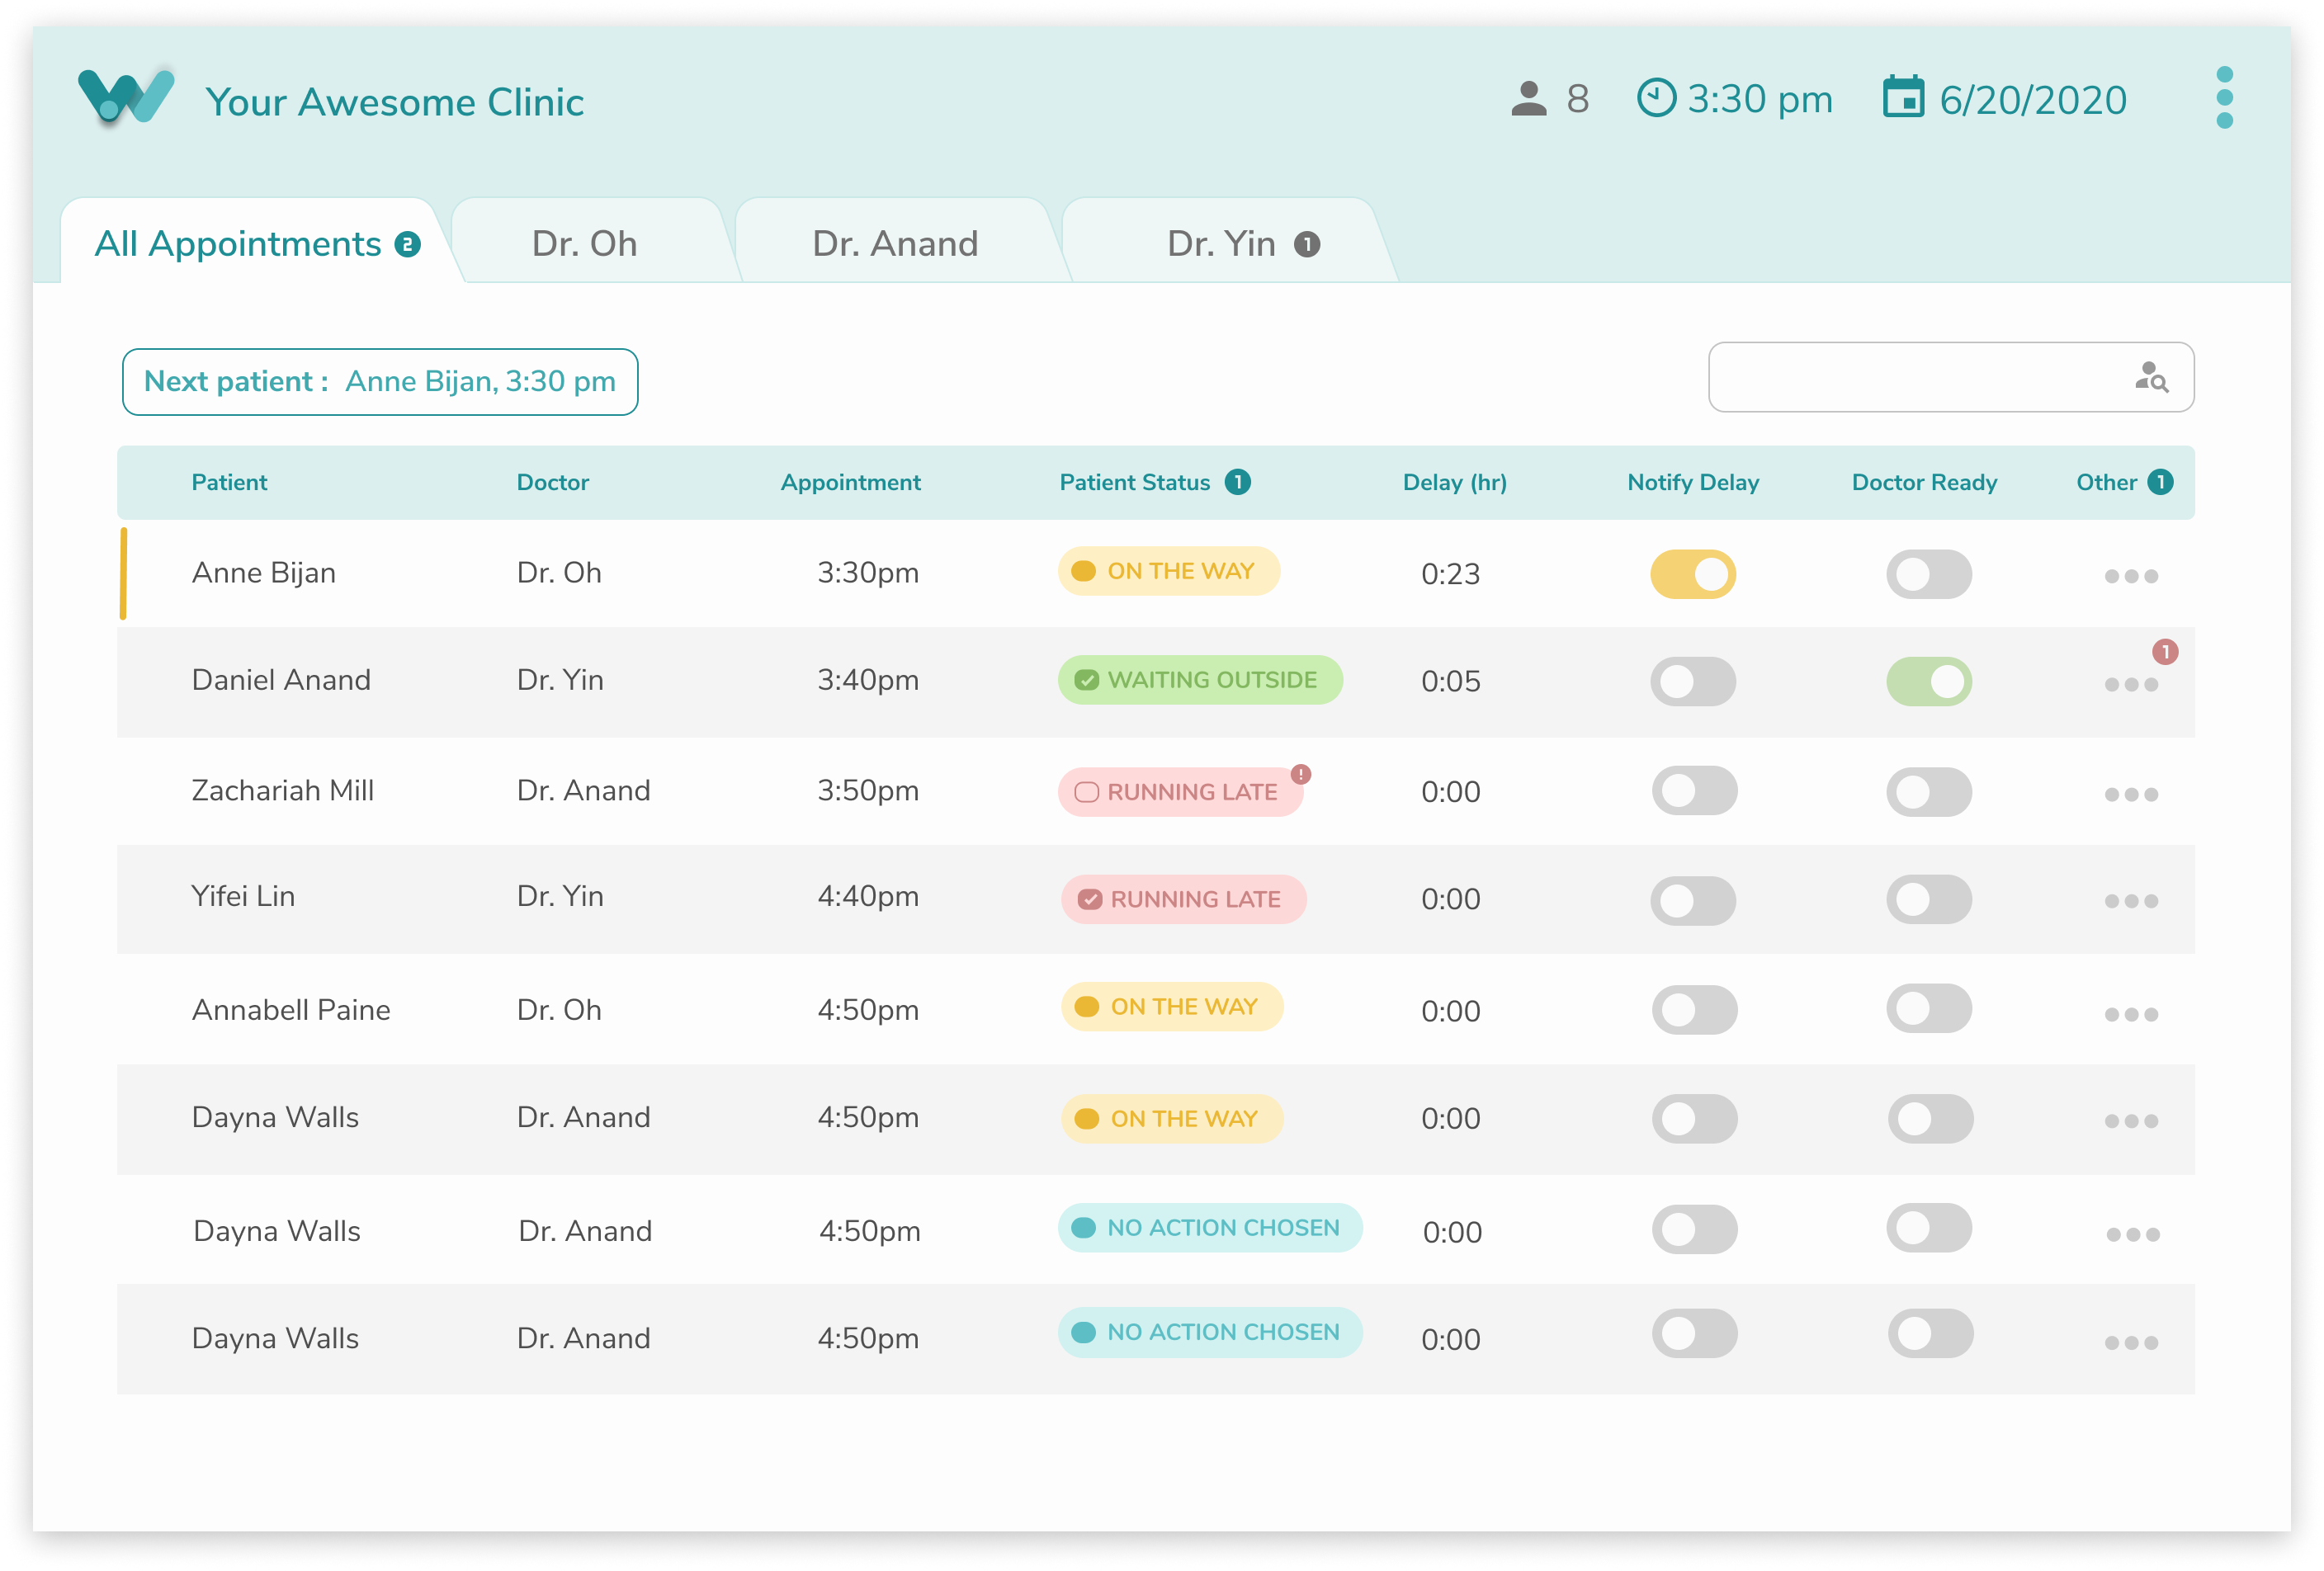 Your Awesome Clinic 8 3:30 pm 6/20/2020
All Appointments 2 Dr. Oh Dr. Anand Dr. Yin 1
Next patient : Anne Bijan, 3:30 pm
Patient Doctor Appointment Patient Status 1 Delay (hr) Notify Delay Doctor Ready Other 1
Anne Bijan Dr. Oh 3:30pm ON THE WAY 0:23
Daniel Anand Dr. Yin 3:40pm WAITING OUTSIDE 0:05 1
Zachariah Mill Dr. Anand 3:50pm RUNNING LATE ! 0:00
Yifei Lin Dr. Yin 4:40pm RUNNING LATE 0:00
Annabell Paine Dr. Oh 4:50pm ON THE WAY 0:00
Dayna Walls Dr. Anand 4:50pm ON THE WAY 0:00
Dayna Walls Dr. Anand 4:50pm NO ACTION CHOSEN 0:00
Dayna Walls Dr. Anand 4:50pm NO ACTION CHOSEN 0:00